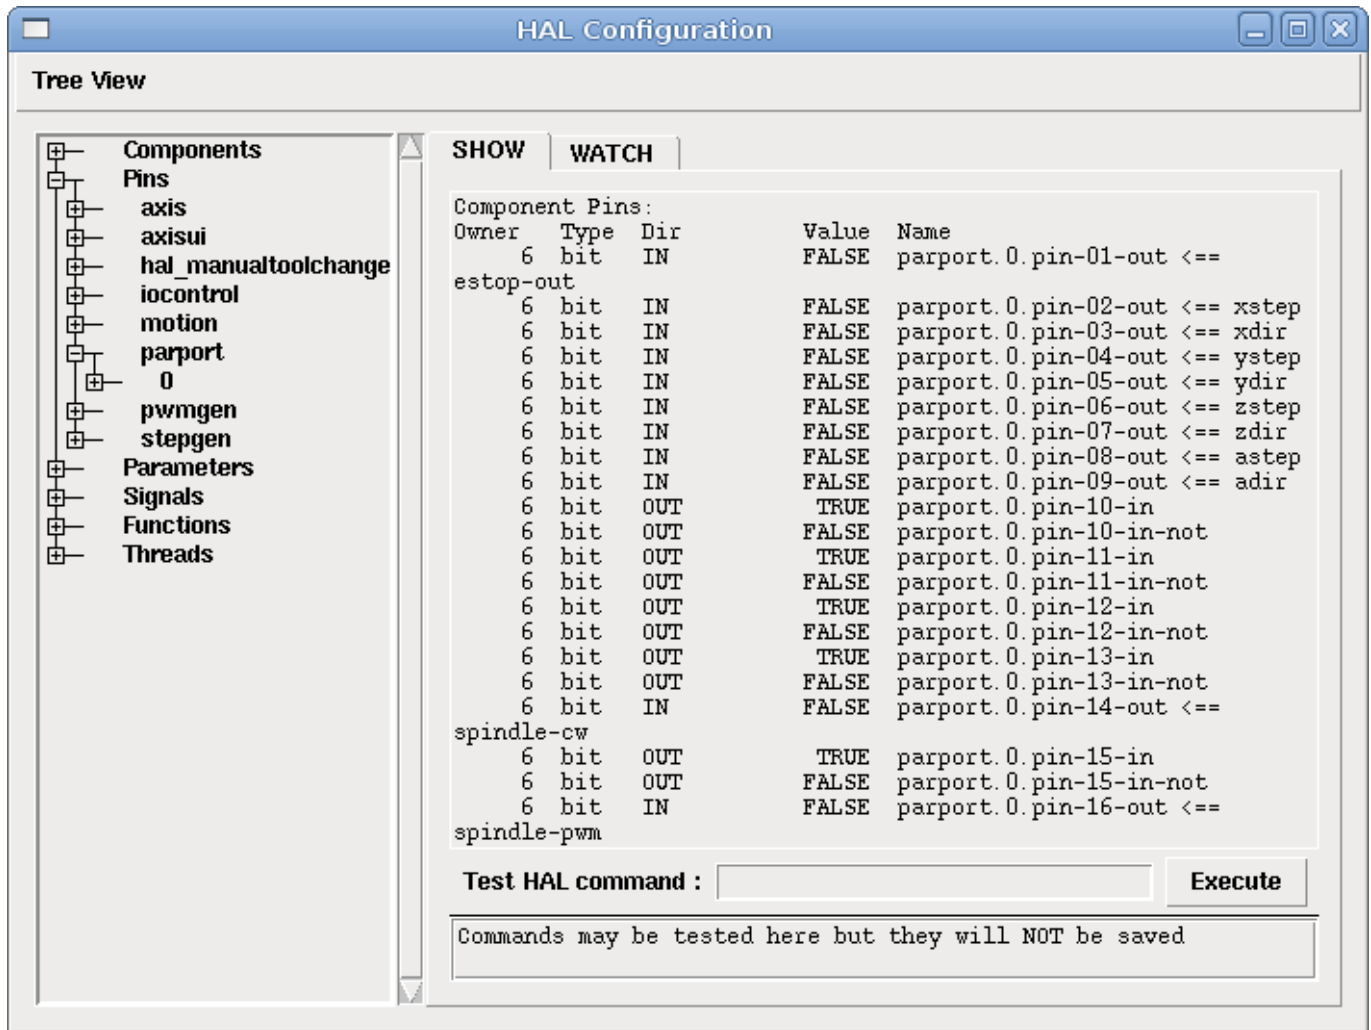 HAL Configuration
Tree View
Components
Pins
axis
axisui
hal_manualtoolchange
iocontrol
motion
parport
0
pwmgen
stepgen
Parameters
Signals
Functions
Threads
SHOW
WATCH
Component Pins:
Owner Type Dir Value Name
6 bit IN FALSE parport.0.pin-01-out <==
estop-out
6 bit IN FALSE parport.0.pin-02-out <== xstep
6 bit IN FALSE parport.0.pin-03-out <== xdir
6 bit IN FALSE parport.0.pin-04-out <== ystep
6 bit IN FALSE parport.0.pin-05-out <== ydir
6 bit IN FALSE parport.0.pin-06-out <== zstep
6 bit IN FALSE parport.0.pin-07-out <== zdir
6 bit IN FALSE parport.0.pin-08-out <== astep
6 bit IN FALSE parport.0.pin-09-out <== adir
6 bit OUT TRUE parport.0.pin-10-in
6 bit OUT FALSE parport.0.pin-10-in-not
6 bit OUT TRUE parport.0.pin-11-in
6 bit OUT FALSE parport.0.pin-11-in-not
6 bit OUT TRUE parport.0.pin-12-in
6 bit OUT FALSE parport.0.pin-12-in-not
6 bit OUT TRUE parport.0.pin-13-in
6 bit OUT FALSE parport.0.pin-13-in-not
6 bit IN FALSE parport.0.pin-14-out <==
spindle-cw
6 bit OUT TRUE parport.0.pin-15-in
6 bit OUT FALSE parport.0.pin-15-in-not
6 bit IN FALSE parport.0.pin-16-out <==
spindle-pwm
Test HAL command :
Execute
Commands may be tested here but they will NOT be saved